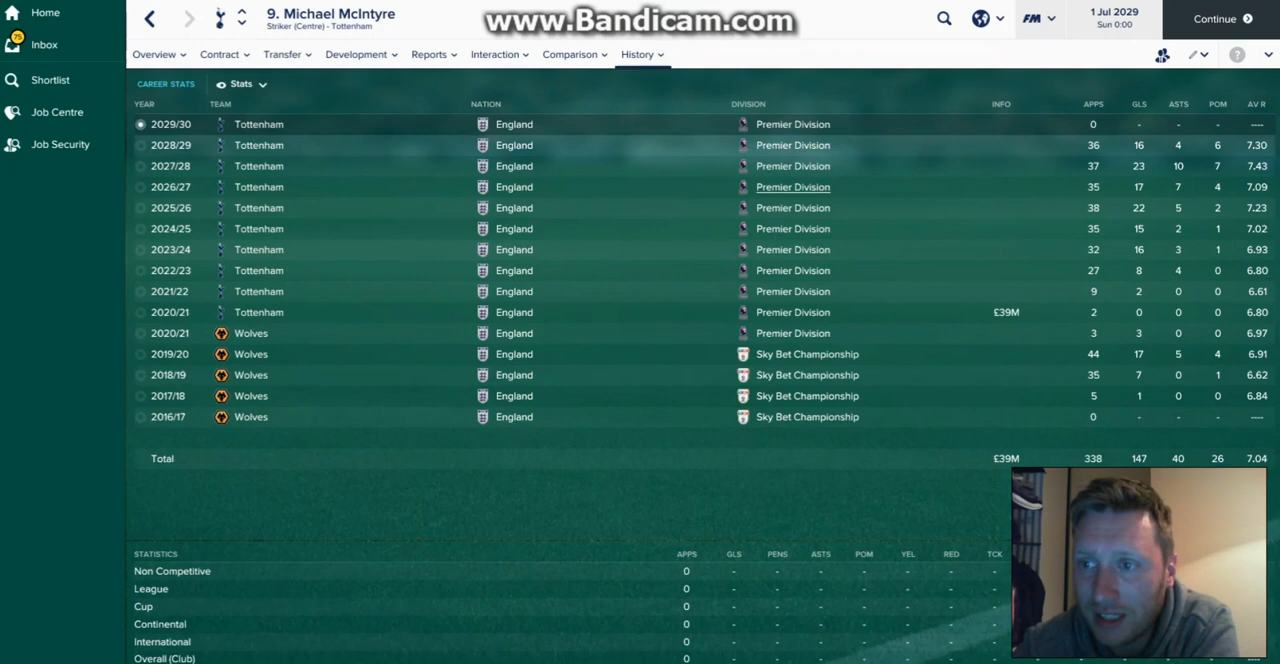 Home
Inbox
75
Shortlist
Job Centre
Job Security
9. Michael McIntyre
Striker (Centre) - Tottenham
www.Bandicam.com
FM
1 Jul 2029
Sun 0:00
Continue
Overview Contract Transfer Development Reports Interaction Comparison History
?
CAREER STATS Stats
YEAR TEAM NATION DIVISION INFO APPS GLS ASTS POM AV R
2029/30 Tottenham England Premier Division 0 - - - ----
2028/29 Tottenham England Premier Division 36 16 4 6 7.30
2027/28 Tottenham England Premier Division 37 23 10 7 7.43
2026/27 Tottenham England Premier Division 35 17 7 4 7.09
2025/26 Tottenham England Premier Division 38 22 5 2 7.23
2024/25 Tottenham England Premier Division 35 15 2 1 7.02
2023/24 Tottenham England Premier Division 32 16 3 1 6.93
2022/23 Tottenham England Premier Division 27 8 4 0 6.80
2021/22 Tottenham England Premier Division 9 2 0 0 6.61
2020/21 Tottenham England Premier Division £39M 2 0 0 0 6.80
2020/21 Wolves England Premier Division 3 3 0 0 6.97
2019/20 Wolves England Sky Bet Championship 44 17 5 4 6.91
2018/19 Wolves England Sky Bet Championship 35 7 0 1 6.62
2017/18 Wolves England Sky Bet Championship 5 1 0 0 6.84
2016/17 Wolves England Sky Bet Championship 0 - - - ----
Total £39M 338 147 40 26 7.04
STATISTICS APPS GLS PENS ASTS POM YEL RED TCK
Non Competitive 0 - - - - - - -
League 0 - - - - - - -
Cup 0 - - - - - - -
Continental 0 - - - - - - -
International 0 - - - - - - -
Overall (Club) 0 - - - - - - -